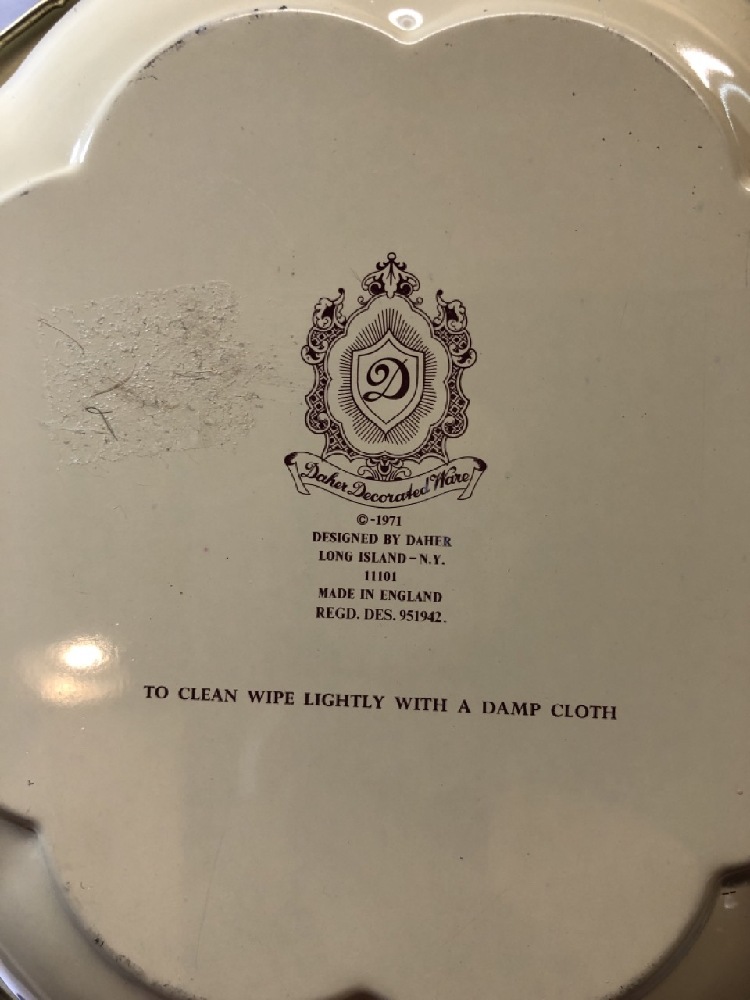 D
Daher Decorated Ware
©-1971
DESIGNED BY DAHER
LONG ISLAND-N.Y.
11101
MADE IN ENGLAND
REGD. DES. 951942.
TO CLEAN WIPE LIGHTLY WITH A DAMP CLOTH